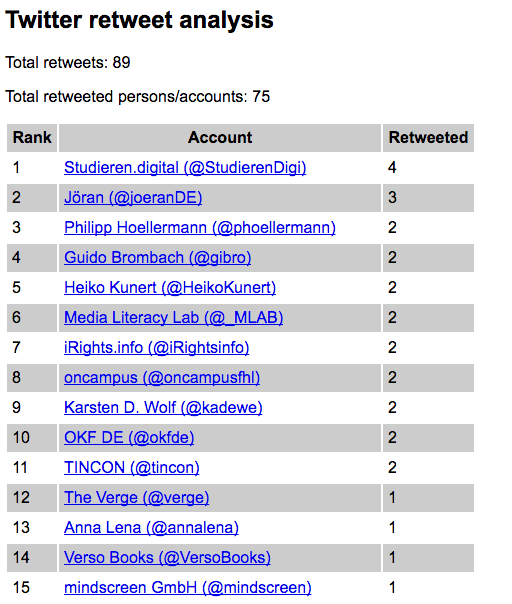 Twitter retweet analysis
Total retweets: 89
Total retweeted persons/accounts: 75
Rank Account Retweeted
1 Studieren.digital (@StudierenDigi) 4
2 Jöran (@joeranDE) 3
3 Philipp Hoellermann (@phoellermann) 2
4 Guido Brombach (@gibro) 2
5 Heiko Kunert (@HeikoKunert) 2
6 Media Literacy Lab (@_MLAB) 2
7 iRights.info (@iRightsinfo) 2
8 oncampus (@oncampusfhl) 2
9 Karsten D. Wolf (@kadewe) 2
10 OKF DE (@okfde) 2
11 TINCON (@tincon) 2
12 The Verge (@verge) 1
13 Anna Lena (@annalena) 1
14 Verso Books (@VersoBooks) 1
15 mindscreen GmbH (@mindscreen) 1